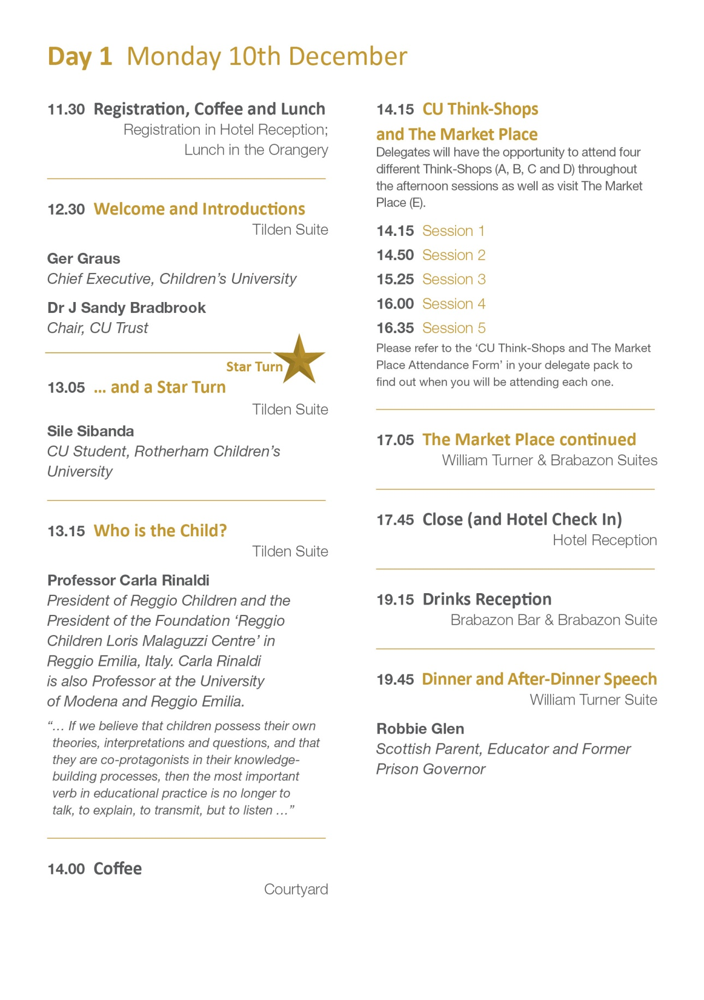 Day 1 Monday 10th December
11.30 Registration, Coffee and Lunch
Registration in Hotel Reception;
Lunch in the Orangery
12.30 Welcome and Introductions
Tilden Suite
Ger Graus
Chief Executive, Children’s University
Dr J Sandy Bradbrook
Chair, CU Trust
Star Turn
13.05 ... and a Star Turn
Tilden Suite
Sile Sibanda
CU Student, Rotherham Children’s
University
13.15 Who is the Child?
Tilden Suite
Professor Carla Rinaldi
President of Reggio Children and the
President of the Foundation ‘Reggio
Children Loris Malaguzzi Centre’ in
Reggio Emilia, Italy. Carla Rinaldi
is also Professor at the University
of Modena and Reggio Emilia.
“… If we believe that children possess their own
theories, interpretations and questions, and that
they are co-protagonists in their knowledge-
building processes, then the most important
verb in educational practice is no longer to
talk, to explain, to transmit, but to listen …”
14.00 Coffee
Courtyard
14.15 CU Think-Shops
and The Market Place
Delegates will have the opportunity to attend four
different Think-Shops (A, B, C and D) throughout
the afternoon sessions as well as visit The Market
Place (E).
14.15 Session 1
14.50 Session 2
15.25 Session 3
16.00 Session 4
16.35 Session 5
Please refer to the ‘CU Think-Shops and The Market
Place Attendance Form’ in your delegate pack to
find out when you will be attending each one.
17.05 The Market Place continued
William Turner & Brabazon Suites
17.45 Close (and Hotel Check In)
Hotel Reception
19.15 Drinks Reception
Brabazon Bar & Brabazon Suite
19.45 Dinner and After-Dinner Speech
William Turner Suite
Robbie Glen
Scottish Parent, Educator and Former
Prison Governor